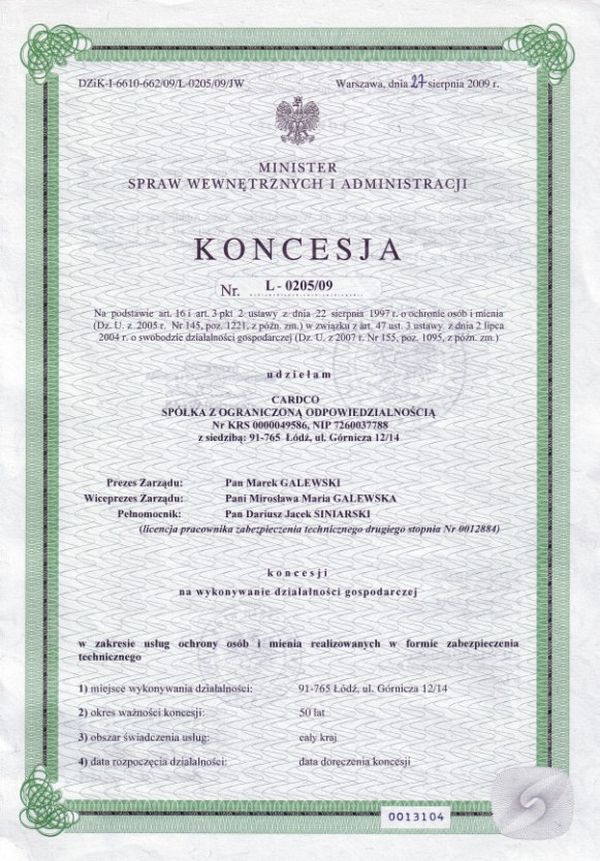 DZiK-I-6610-662/09/L-0205/09/JW Warszawa, dnia 27 sierpnia 2009 r.
MINISTER
SPRAW WEWNĘTRZNYCH I ADMINISTRACJI
KONCESJA
Nr. L - 0205/09
Na podstawie art. 16 i art. 3 pkt 2 ustawy z dnia 22 sierpnia 1997 r. o ochronie osób i mienia
(Dz. U. z 2005 r. Nr 145, poz. 1221, z późn. zm.) w związku z art. 47 ust. 3 ustawy z dnia 2 lipca
2004 r. o swobodzie działalności gospodarczej (Dz. U. z 2007 r. Nr 155, poz. 1095, z późn. zm.)
udzielam
CARDCO
SPÓŁKA Z OGRANICZONĄ ODPOWIEDZIALNOŚCIĄ
Nr KRS 0000049586, NIP 7260037788
z siedzibą: 91-765 Łódź, ul. Górnicza 12/14
Prezes Zarządu: Pan Marek GALEWSKI
Wiceprezes Zarządu: Pani Mirosława Maria GALEWSKA
Pełnomocnik: Pan Dariusz Jacek SINIARSKI
(licencja pracownika zabezpieczenia technicznego drugiego stopnia Nr 0012884)
koncesji
na wykonywanie działalności gospodarczej
w zakresie usług ochrony osób i mienia realizowanych w formie zabezpieczenia
technicznego
1) miejsce wykonywania działalności: 91-765 Łódź, ul. Górnicza 12/14
2) okres ważności koncesji: 50 lat
3) obszar świadczenia usług: cały kraj
4) data rozpoczęcia działalności: data doręczenia koncesji
0013104